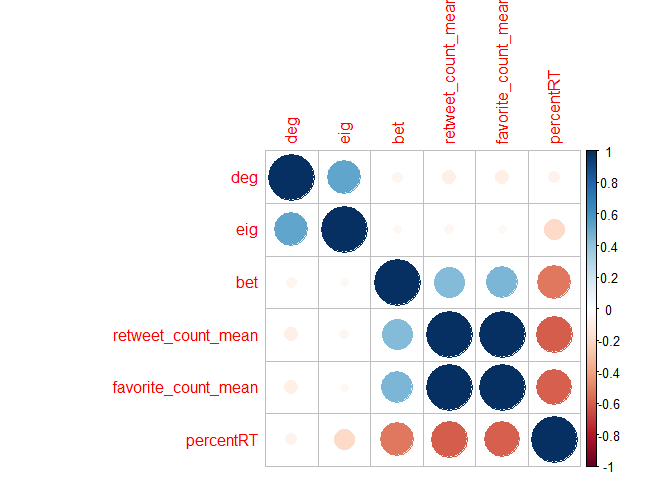 deg
eig
bet
retweet_count_mean
favorite_count_mean
percentRT
deg
eig
bet
retweet_count_mean
favorite_count_mean
percentRT
1
0.8
0.6
0.4
0.2
0
-0.2
-0.4
-0.6
-0.8
-1